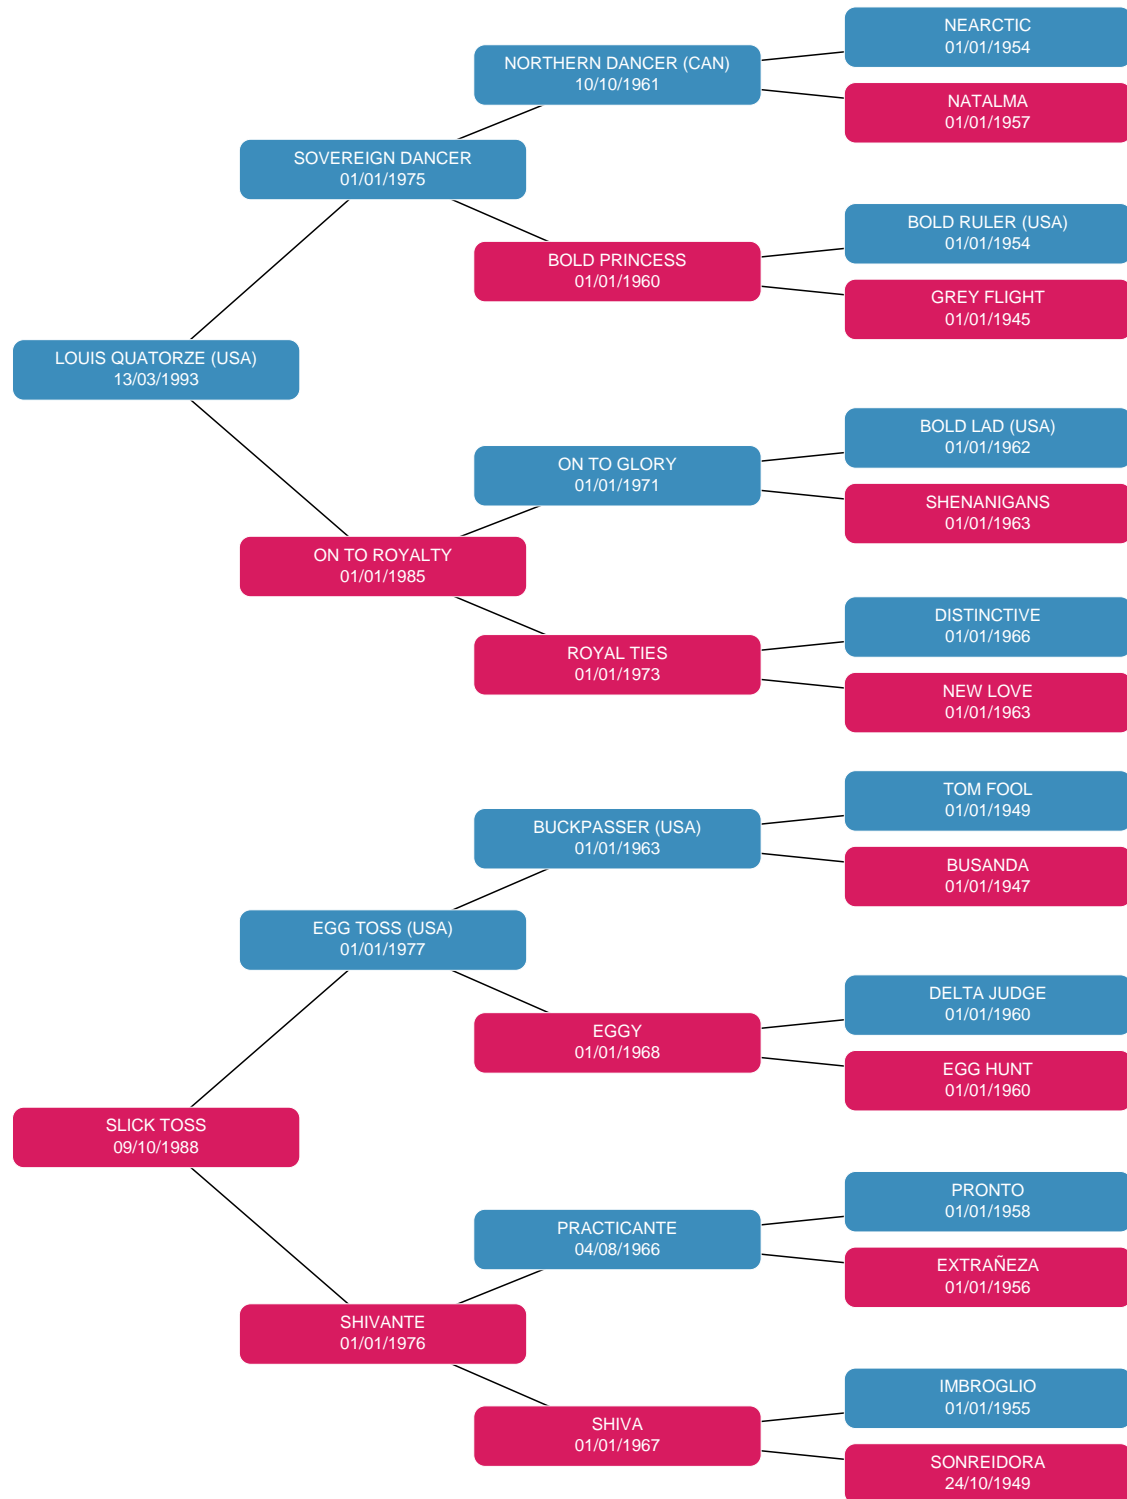 NEARCTIC
01/01/1954
NORTHERN DANCER (CAN)
10/10/1961
NATALMA
01/01/1957
SOVEREIGN DANCER
01/01/1975
BOLD RULER (USA)
01/01/1954
BOLD PRINCESS
01/01/1960
GREY FLIGHT
01/01/1945
LOUIS QUATORZE (USA)
13/03/1993
BOLD LAD (USA)
01/01/1962
ON TO GLORY
01/01/1971
SHENANIGANS
01/01/1963
ON TO ROYALTY
01/01/1985
DISTINCTIVE
01/01/1966
ROYAL TIES
01/01/1973
NEW LOVE
01/01/1963
TOM FOOL
01/01/1949
BUCKPASSER (USA)
01/01/1963
BUSANDA
01/01/1947
EGG TOSS (USA)
01/01/1977
DELTA JUDGE
01/01/1960
EGGY
01/01/1968
EGG HUNT
01/01/1960
SLICK TOSS
09/10/1988
PRONTO
01/01/1958
PRACTICANTE
04/08/1966
EXTRAÑEZA
01/01/1956
SHIVANTE
01/01/1976
IMBROGLIO
01/01/1955
SHIVA
01/01/1967
SONREIDORA
24/10/1949